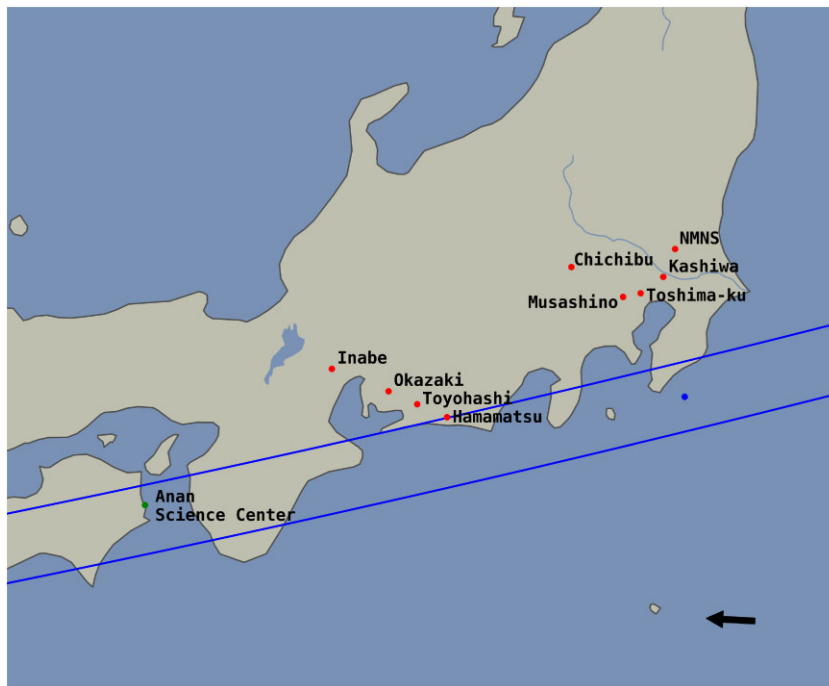 NMNS
Chichibu
Kashiwa
Musashino
Toshima-ku
Inabe
Okazaki
Toyohashi
Hamamatsu
Anan
Science Center